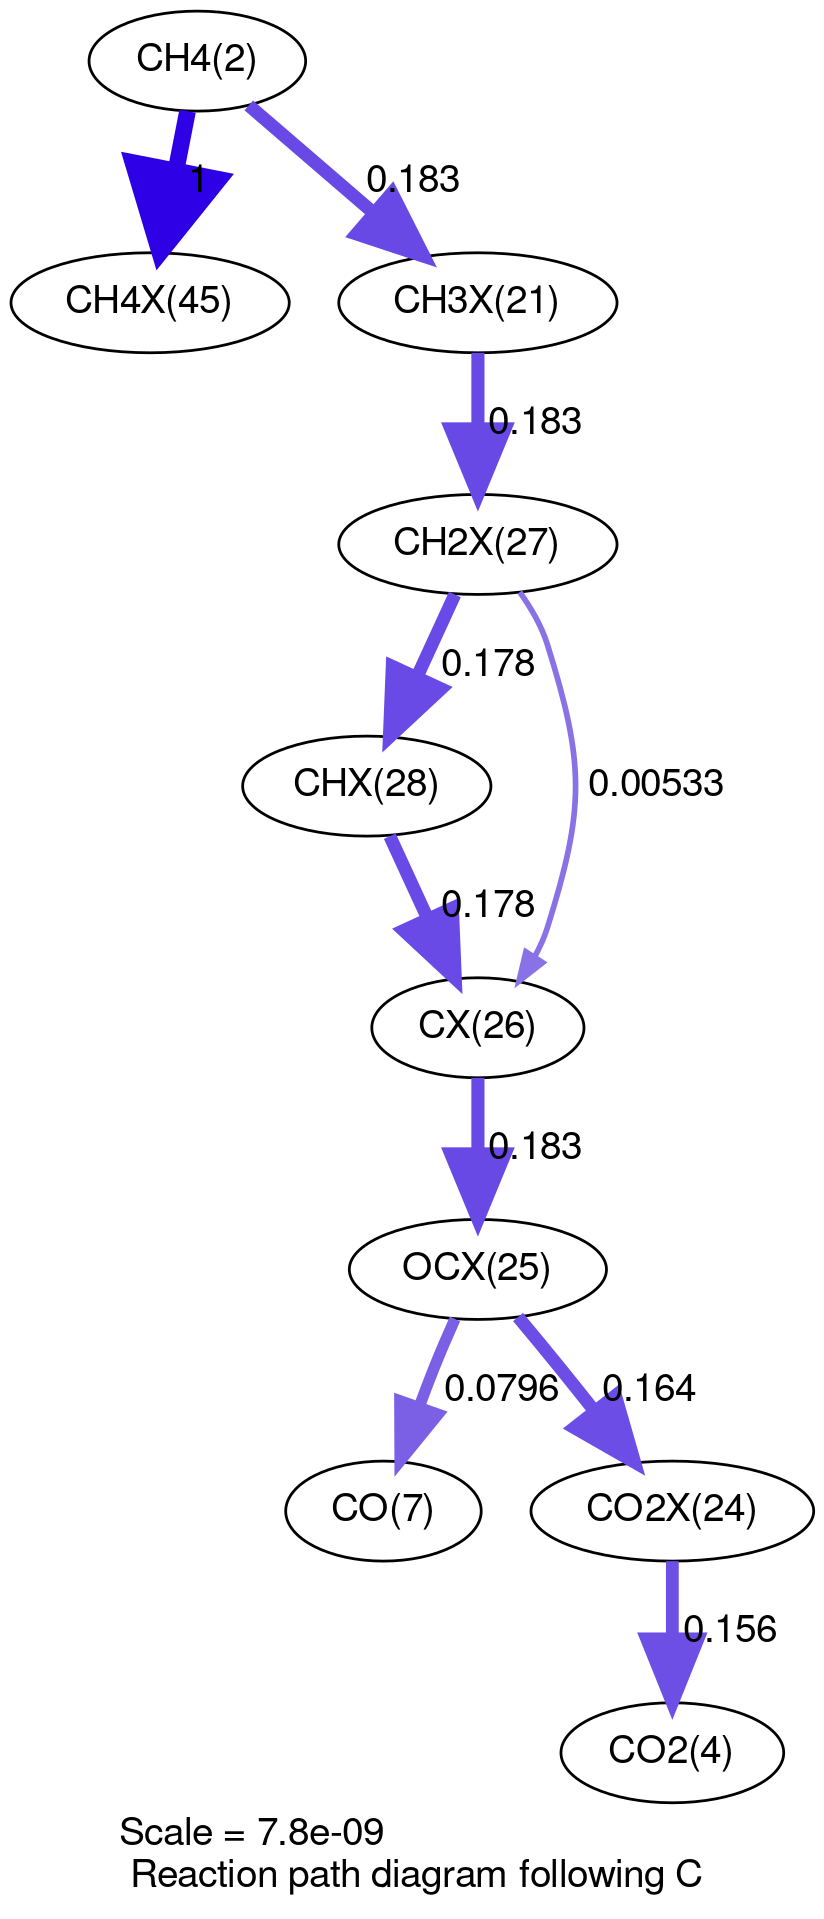 CH4(2)
1
0.183
CH4X(45)
CH3X(21)
0.183
CH2X(27)
0.178
0.00533
CHX(28)
0.178
CX(26)
0.183
OCX(25)
0.0796
0.164
CO(7)
CO2X(24)
0.156
CO2(4)
Scale = 7.8e-09
Reaction path diagram following C